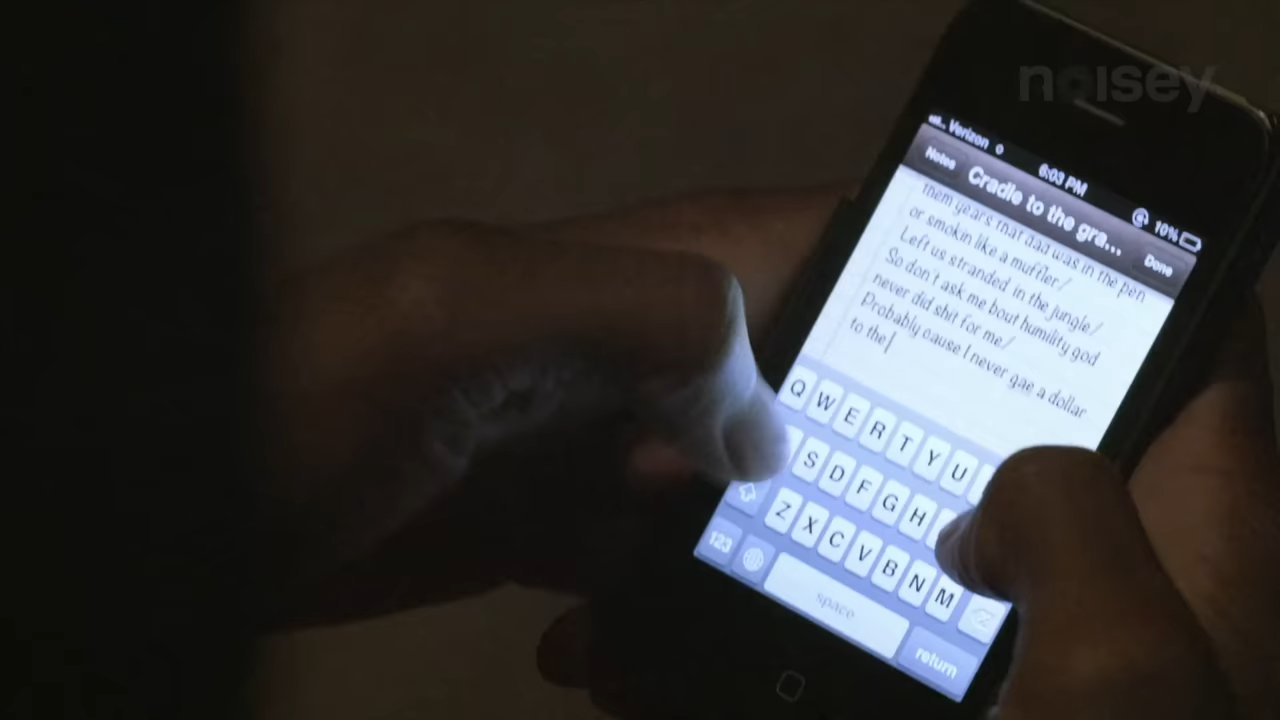 noisey
Verizon
6:03 PM
10%
Notes
Cradle to the gra...
Done
them years that dad was in the pen
or smokin like a muffler/
Left us stranded in the jungle/
So don't ask me bout humility god
never did shit for me/
Probably cause I never gae a dollar
to the
Q W E R T Y U
S D F G H
Z X C V B N M
123
space
return